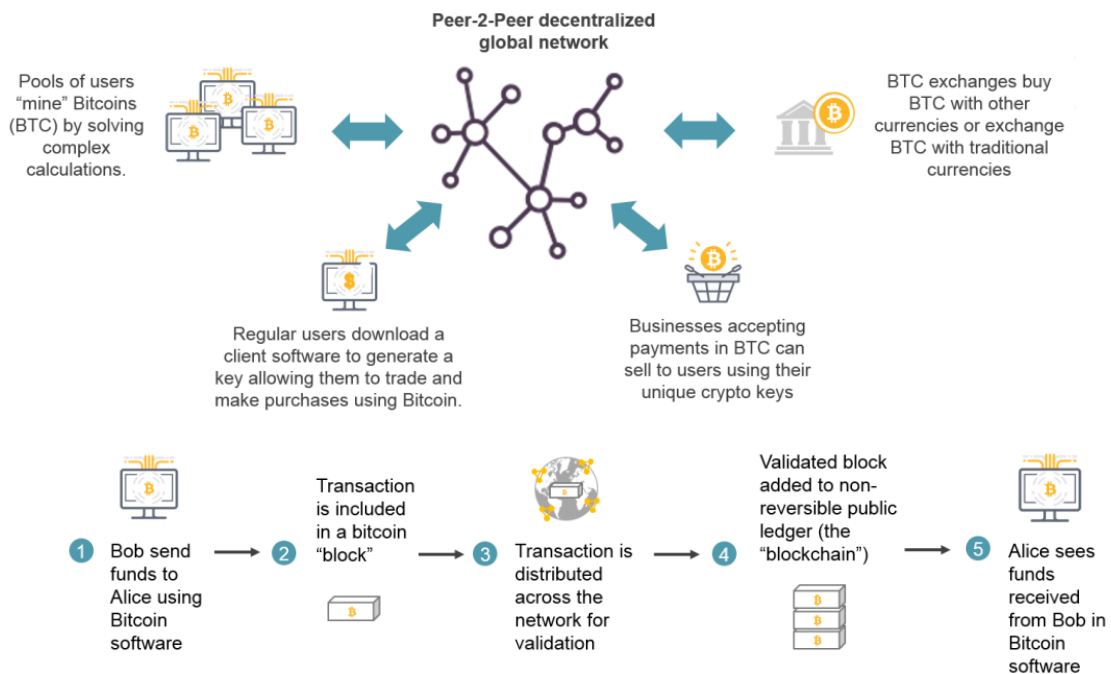 Peer-2-Peer decentralized
global network
Pools of users
“mine” Bitcoins
(BTC) by solving
complex
calculations.
BTC exchanges buy
BTC with other
currencies or exchange
BTC with traditional
currencies
Regular users download a
client software to generate a
key allowing them to trade and
make purchases using Bitcoin.
Businesses accepting
payments in BTC can
sell to users using their
unique crypto keys
1
Bob send
funds to
Alice using
Bitcoin
software
2
Transaction
is included
in a bitcoin
“block”
3
Transaction is
distributed
across the
network for
validation
4
Validated block
added to non-
reversible public
ledger (the
“blockchain”)
5
Alice sees
funds
received
from Bob in
Bitcoin
software